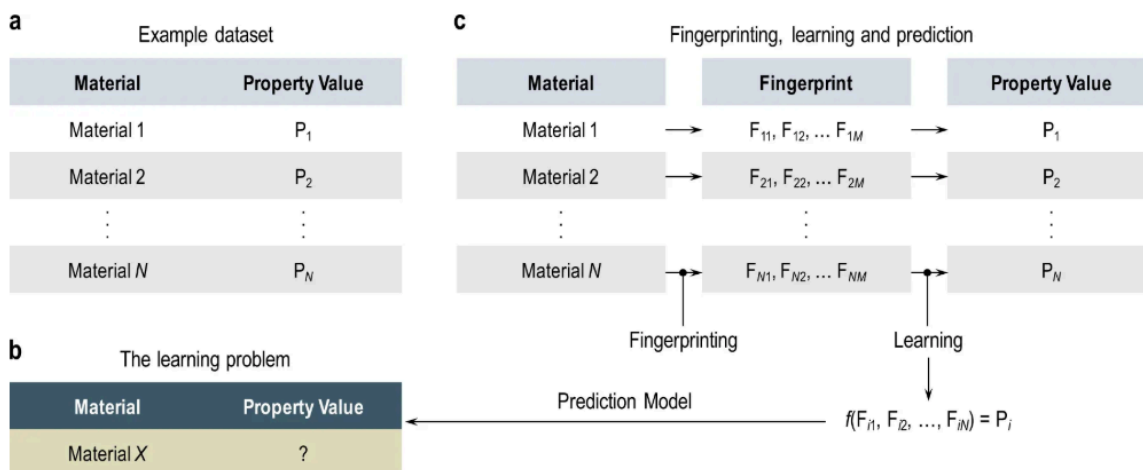 a
Example dataset
Material Property Value
Material 1 P1
Material 2 P2
⋮ ⋮
Material N PN
b
The learning problem
Material Property Value
Material X ?
c
Fingerprinting, learning and prediction
Material Fingerprint Property Value
Material 1 F11, F12, ... F1M P1
Material 2 F21, F22, ... F2M P2
⋮ ⋮ ⋮
Material N FN1, FN2, ... FNM PN
Fingerprinting Learning
Prediction Model
f(Fi1, Fi2, ..., FiN) = Pi